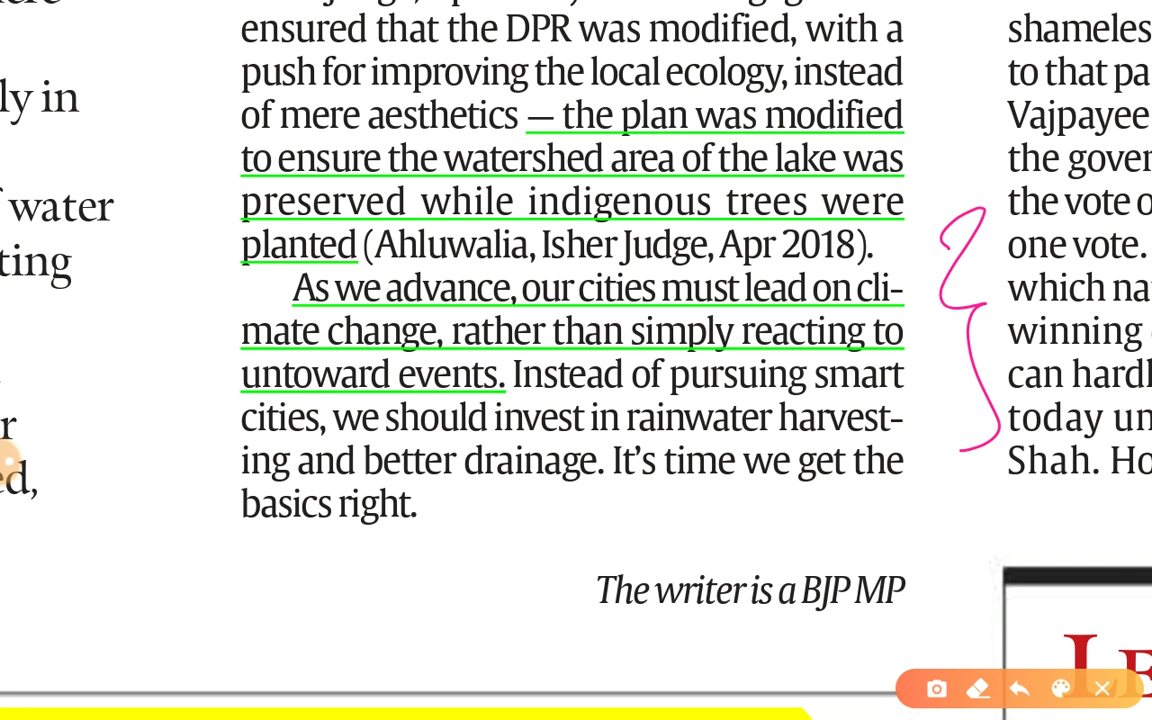 ly in
water
ting
r
ed,
ensured that the DPR was modified, with a
push for improving the local ecology, instead
of mere aesthetics — the plan was modified
to ensure the watershed area of the lake was
preserved while indigenous trees were
planted (Ahluwalia, Isher Judge, Apr 2018).
As we advance, our cities must lead on cli-
mate change, rather than simply reacting to
untoward events. Instead of pursuing smart
cities, we should invest in rainwater harvest-
ing and better drainage. It's time we get the
basics right.
The writer is a BJP MP
shameles
to that pa
Vajpayee
the gover
the vote o
one vote.
which na
winning
can hardl
today un
Shah. Ho
LE